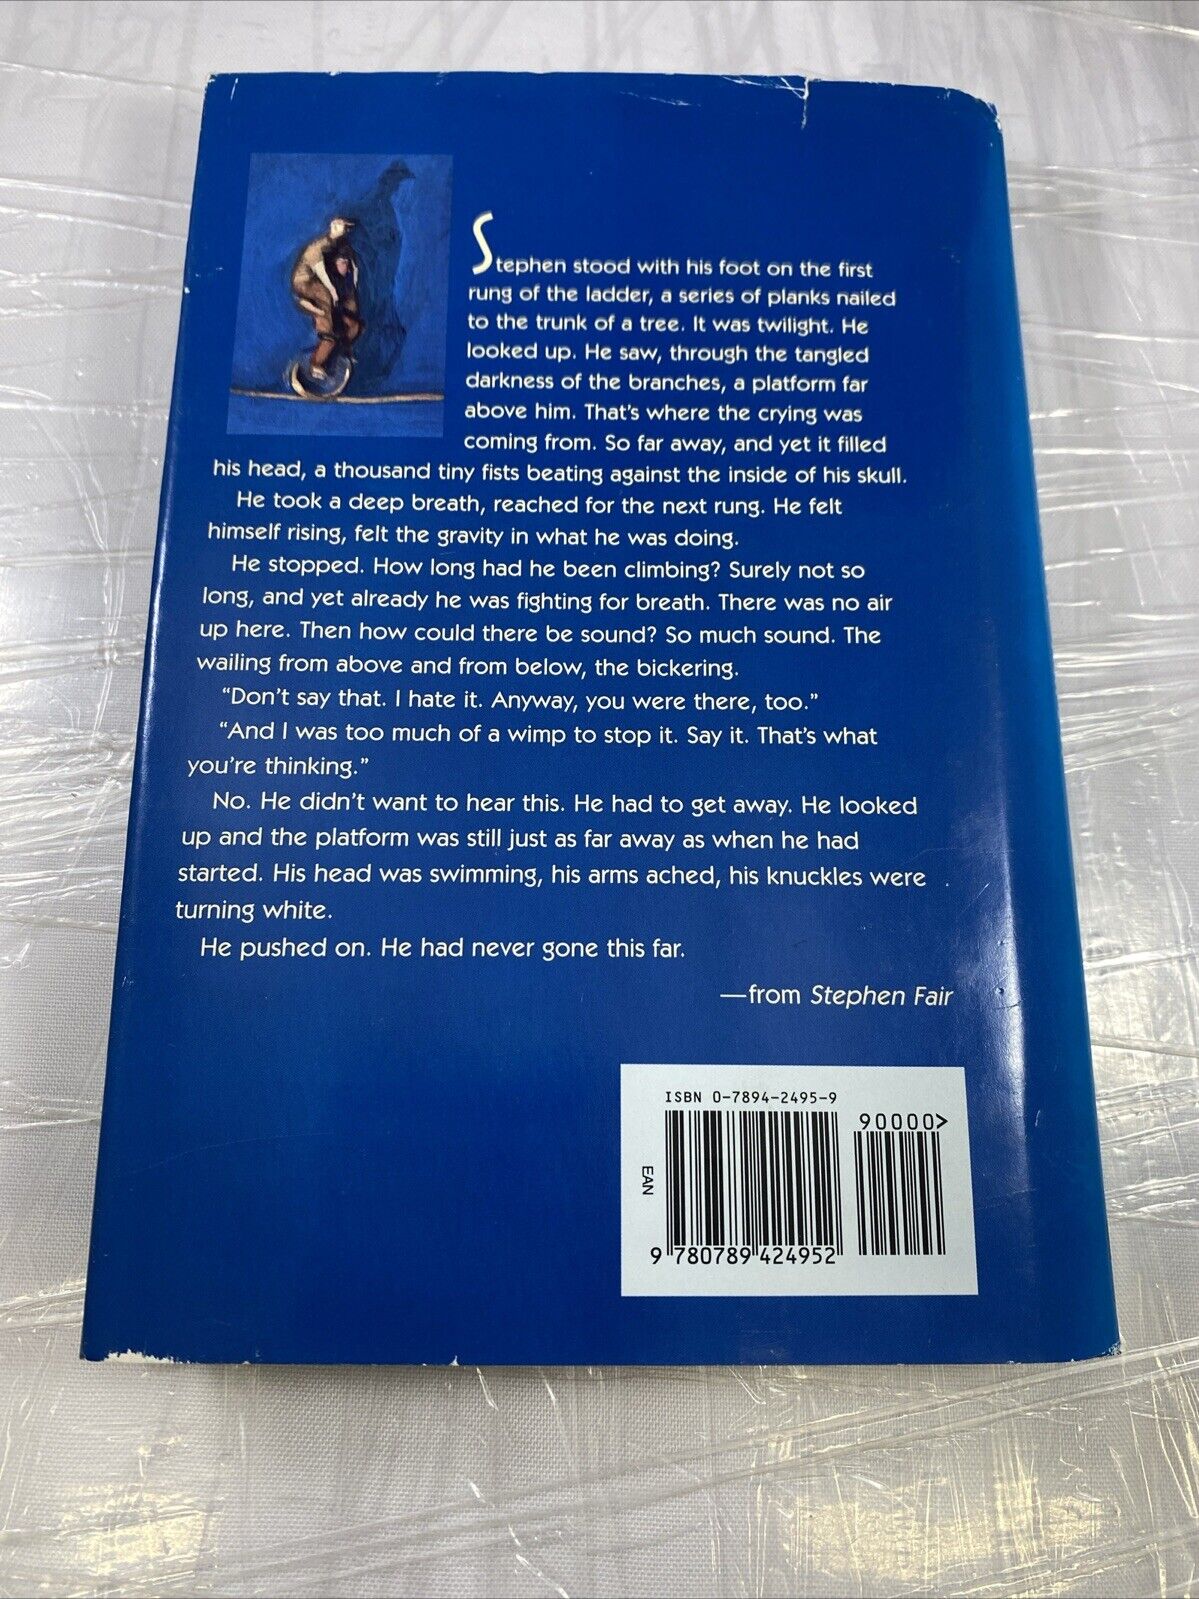 Stephen stood with his foot on the first
rung of the ladder, a series of planks nailed
to the trunk of a tree. It was twilight. He
looked up. He saw, through the tangled
darkness of the branches, a platform far
above him. That's where the crying was
coming from. So far away, and yet it filled
his head, a thousand tiny fists beating against the inside of his skull.
He took a deep breath, reached for the next rung. He felt
himself rising, felt the gravity in what he was doing.
He stopped. How long had he been climbing? Surely not so
long, and yet already he was fighting for breath. There was no air
up here. Then how could there be sound? So much sound. The
wailing from above and from below, the bickering.
"Don't say that. I hate it. Anyway, you were there, too."
"And I was too much of a wimp to stop it. Say it. That's what
you're thinking."
No. He didn't want to hear this. He had to get away. He looked
up and the platform was still just as far away as when he had
started. His head was swimming, his arms ached, his knuckles were
turning white.
He pushed on. He had never gone this far.
—from Stephen Fair
ISBN 0-7894-2495-9
90000>
EAN
9 780789 424952